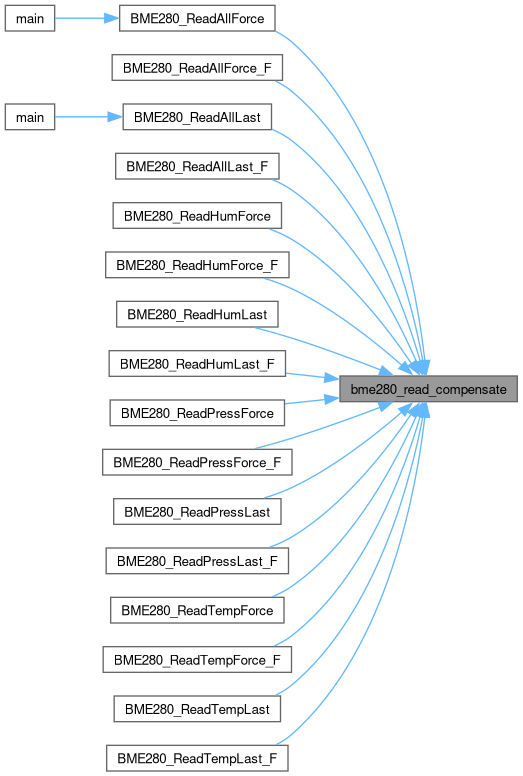 main
BME280_ReadAllForce
BME280_ReadAllForce_F
main
BME280_ReadAllLast
BME280_ReadAllLast_F
BME280_ReadHumForce
BME280_ReadHumForce_F
BME280_ReadHumLast
BME280_ReadHumLast_F
bme280_read_compensate
BME280_ReadPressForce
BME280_ReadPressForce_F
BME280_ReadPressLast
BME280_ReadPressLast_F
BME280_ReadTempForce
BME280_ReadTempForce_F
BME280_ReadTempLast
BME280_ReadTempLast_F